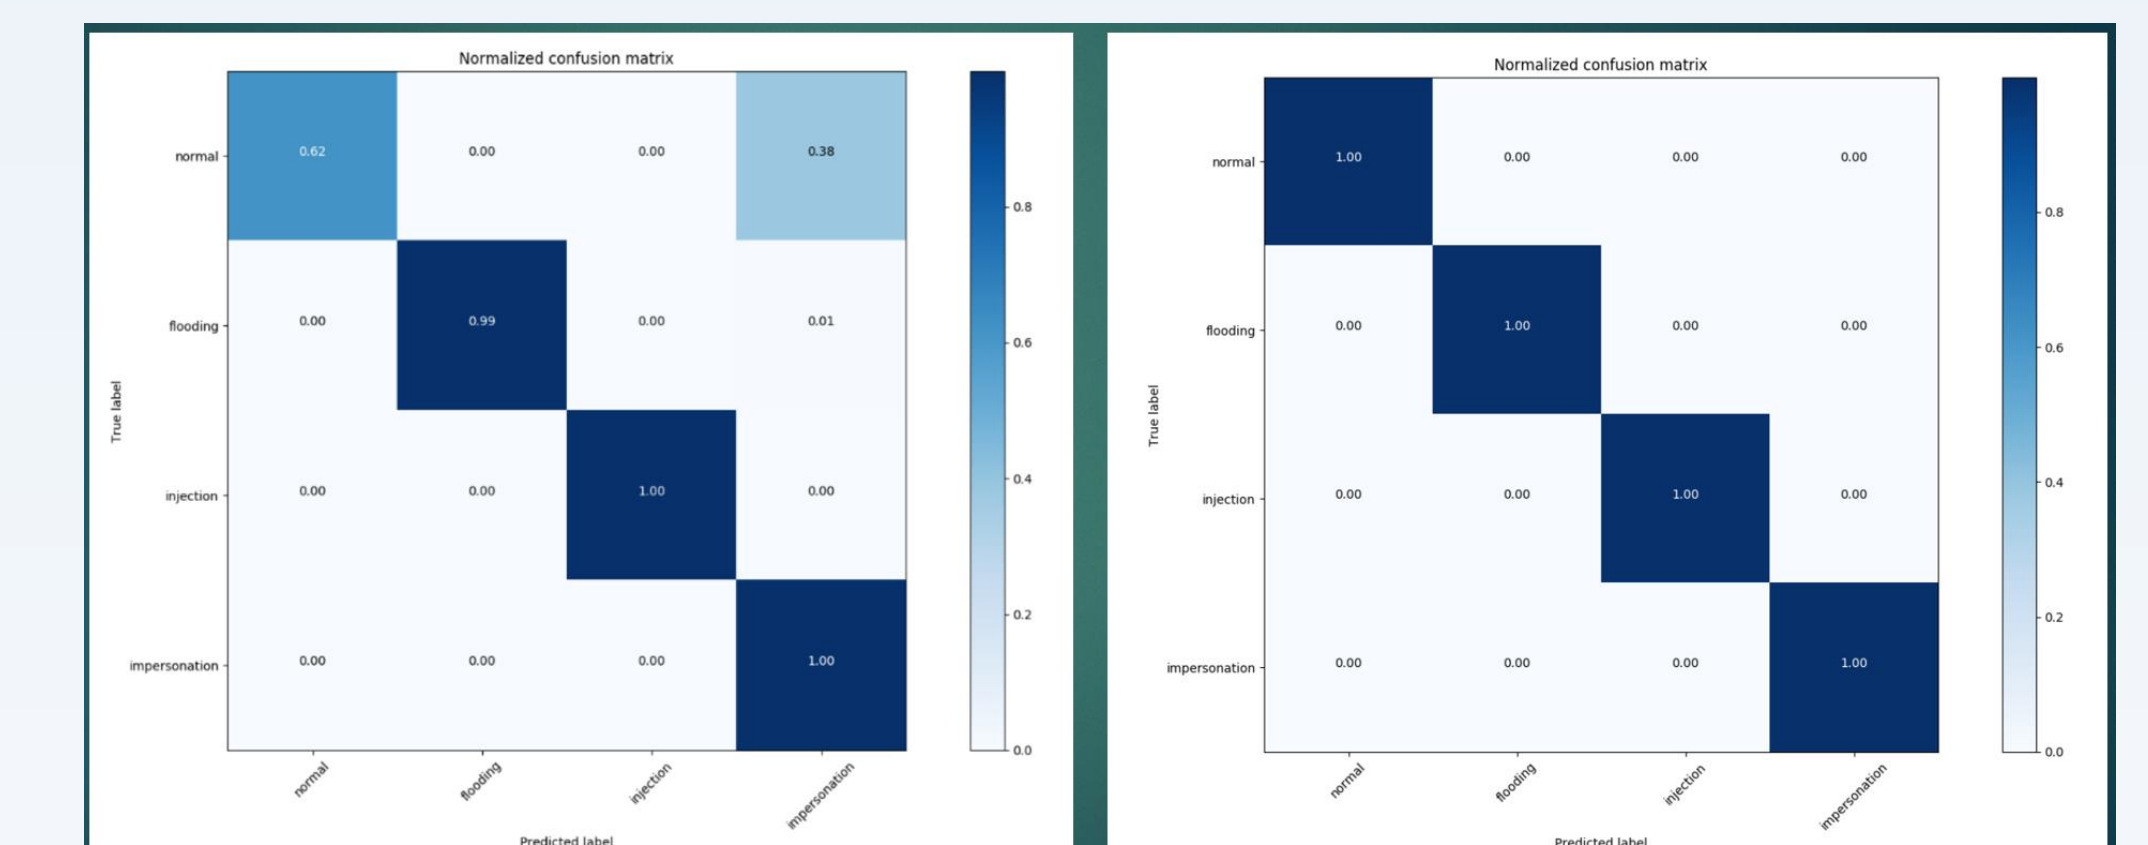 Normalized confusion matrix
normal
0.62 0.00 0.00 0.38
flooding
0.00 0.99 0.00 0.01
injection
0.00 0.00 1.00 0.00
impersonation
0.00 0.00 0.00 1.00
True label
normal flooding injection impersonation
Predicted label
0.8
0.6
0.4
0.2
0.0
Normalized confusion matrix
normal
1.00 0.00 0.00 0.00
flooding
0.00 1.00 0.00 0.00
injection
0.00 0.00 1.00 0.00
impersonation
0.00 0.00 0.00 1.00
True label
normal flooding injection impersonation
Predicted label
0.8
0.6
0.4
0.2
0.0